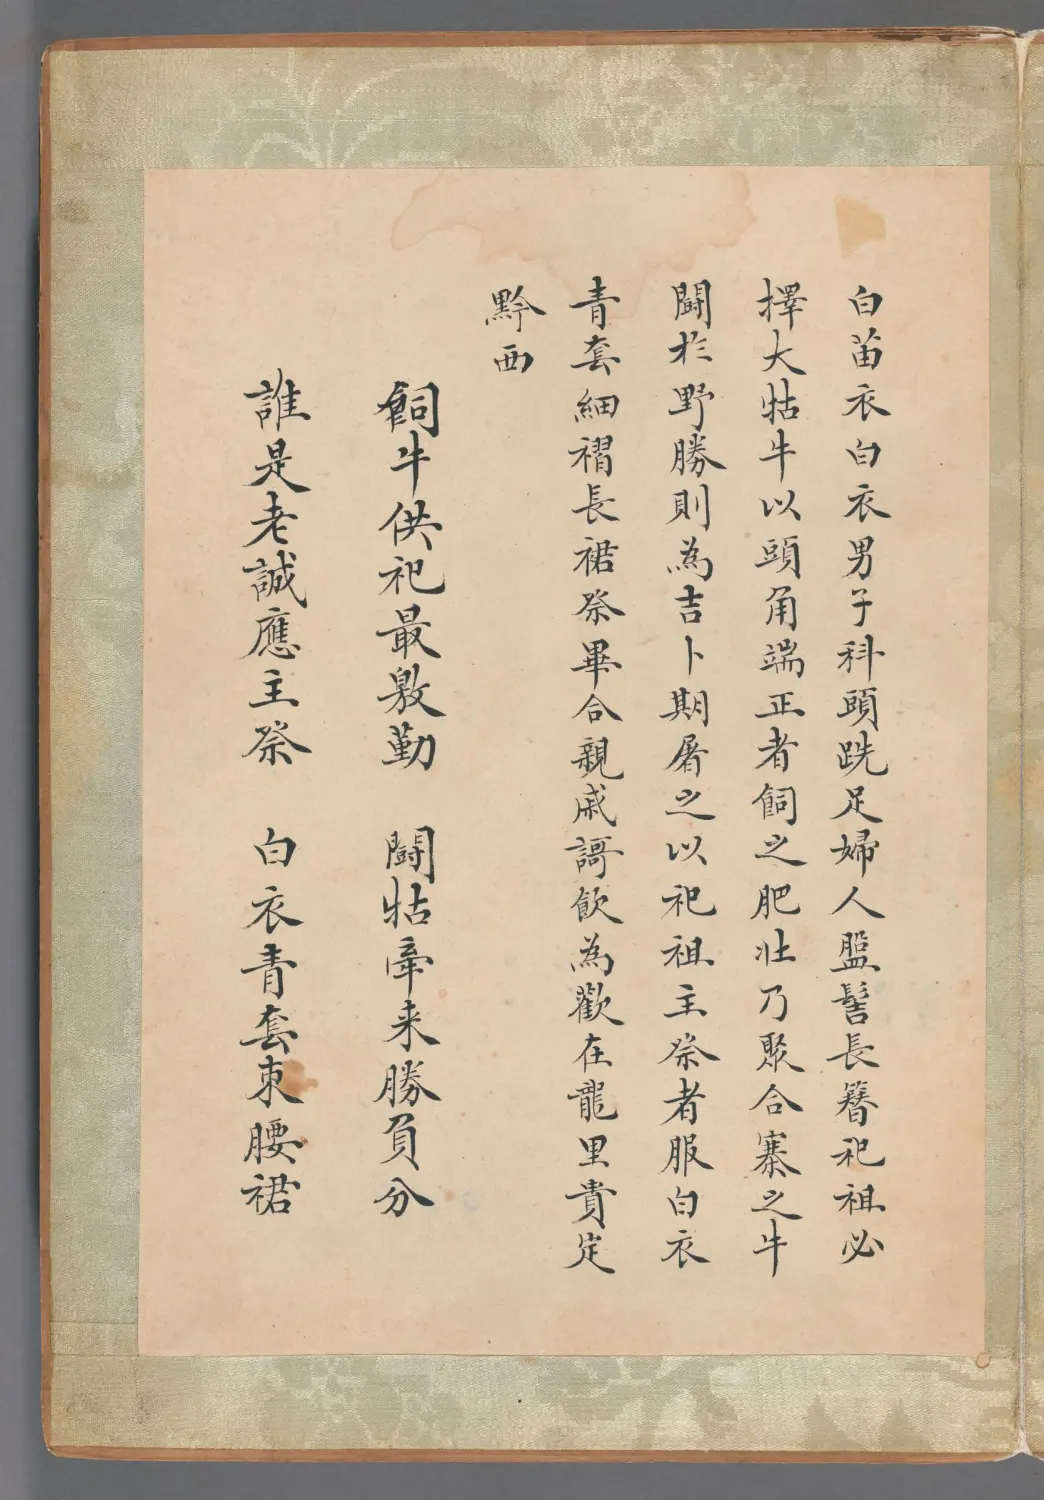 白苗衣白衣男子科頭跣足婦人盤髻長簪祀祖必
擇大牯牛以頭角端正者飼之肥壯乃聚合寨之牛
鬪於野勝則為吉卜期屠之以祀祖主祭者服白衣
青套細褶長裙祭畢合親戚謌飲為歡在龍里貴定
黔西
飼牛供祀最敫勤　鬪牯牽来勝負分
誰是老誠應主祭　白衣青套束腰裙